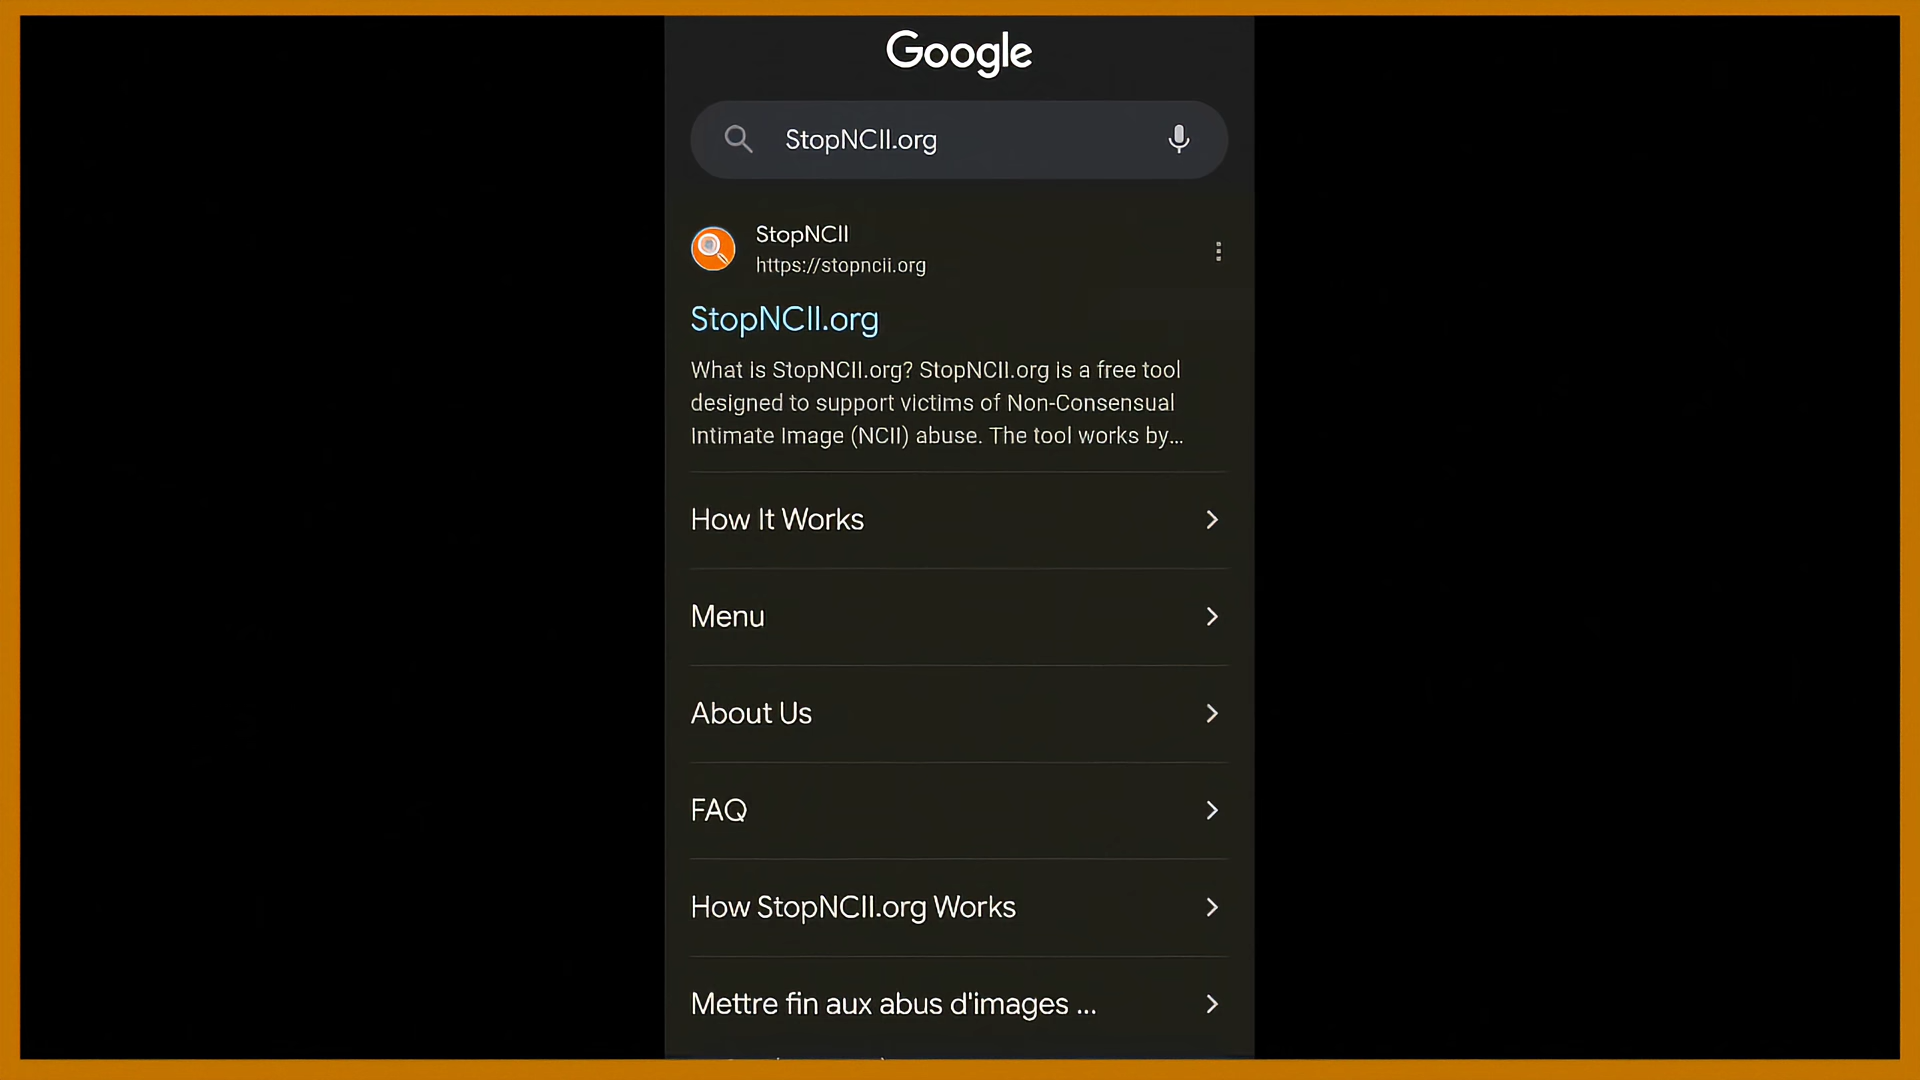 Google
StopNCII.org
StopNCII
https://stopncii.org
StopNCII.org
What is StopNCII.org? StopNCII.org is a free tool
designed to support victims of Non-Consensual
Intimate Image (NCII) abuse. The tool works by...
How It Works
Menu
About Us
FAQ
How StopNCII.org Works
Mettre fin aux abus d'images ...